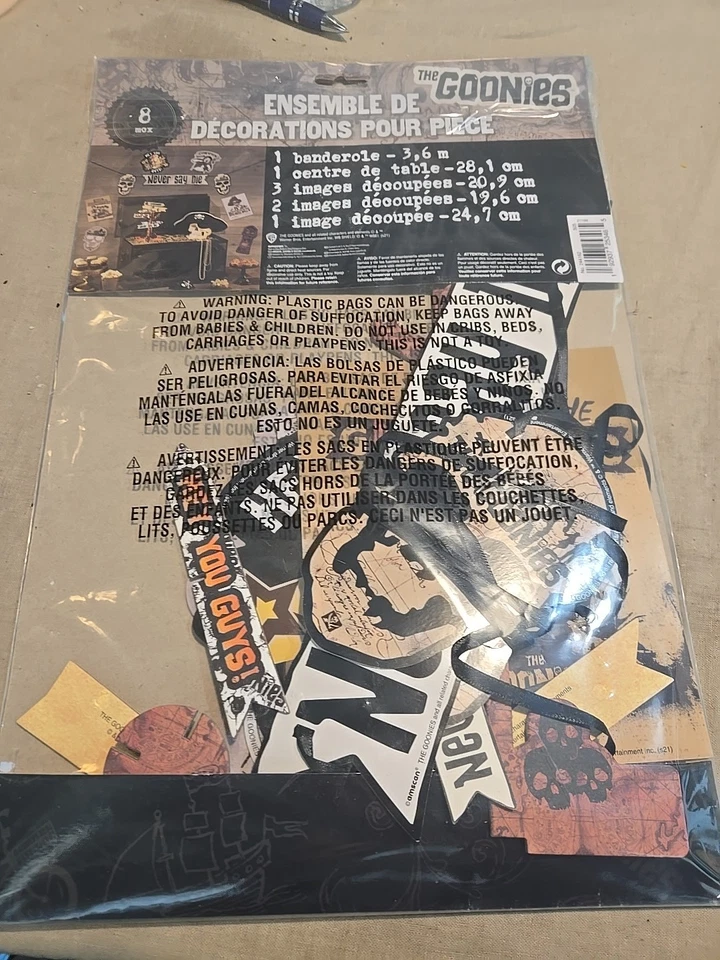 THE GOONIES
8
ENSEMBLE DE
DÉCORATIONS POUR PIÈCE
1 banderole - 3,6 m
1 centre de table - 28,1 cm
3 images découpées - 20,9 cm
2 images découpées - 19,6 cm
1 image découpée - 24,7 cm
Never say die
WARNING: PLASTIC BAGS CAN BE DANGEROUS.
TO AVOID DANGER OF SUFFOCATION, KEEP BAGS AWAY
FROM BABIES & CHILDREN. DO NOT USE IN CRIBS, BEDS,
CARRIAGES OR PLAYPENS. THIS IS NOT A TOY.
ADVERTENCIA: LAS BOLSAS DE PLÁSTICO PUEDEN
SER PELIGROSAS. PARA EVITAR EL RIESGO DE ASFIXIA
MANTÉNGALAS FUERA DEL ALCANCE DE BEBÉS Y NIÑOS. NO
LAS USE EN CUNAS, CAMAS, COCHECITOS O CORRALITOS.
ESTO NO ES UN JUGUETE.
AVERTISSEMENT: LES SACS EN PLASTIQUE PEUVENT ÊTRE
DANGEREUX. POUR ÉVITER LES DANGERS DE SUFFOCATION,
GARDEZ LES SACS HORS DE LA PORTÉE DES BÉBÉS
ET DES ENFANTS. NE PAS UTILISER DANS LES COUCHETTES,
LITS, POUSSETTES OU PARCS. CECI N'EST PAS UN JOUET.
YOU GUYS!
THE
N
©amscan® THE GOONIES and all related
Nev
THE GOO